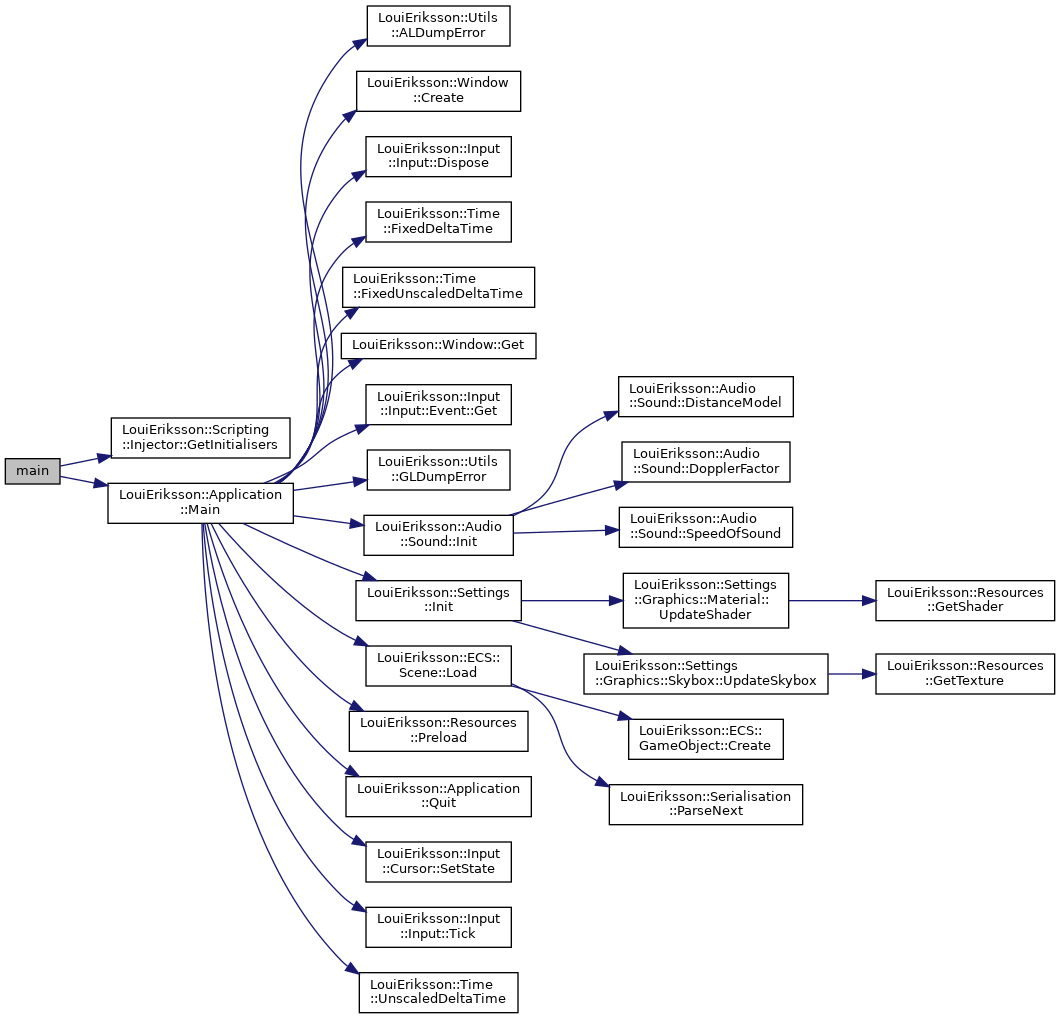 main
LouiEriksson::Scripting
::Injector::GetInitialisers
LouiEriksson::Application
::Main
LouiEriksson::Utils
::ALDumpError
LouiEriksson::Window
::Create
LouiEriksson::Input
::Input::Dispose
LouiEriksson::Time
::FixedDeltaTime
LouiEriksson::Time
::FixedUnscaledDeltaTime
LouiEriksson::Window::Get
LouiEriksson::Input
::Input::Event::Get
LouiEriksson::Utils
::GLDumpError
LouiEriksson::Audio
::Sound::Init
LouiEriksson::Settings
::Init
LouiEriksson::ECS::
Scene::Load
LouiEriksson::Resources
::Preload
LouiEriksson::Application
::Quit
LouiEriksson::Input
::Cursor::SetState
LouiEriksson::Input
::Input::Tick
LouiEriksson::Time
::UnscaledDeltaTime
LouiEriksson::Audio
::Sound::DistanceModel
LouiEriksson::Audio
::Sound::DopplerFactor
LouiEriksson::Audio
::Sound::SpeedOfSound
LouiEriksson::Settings
::Graphics::Material::
UpdateShader
LouiEriksson::Settings
::Graphics::Skybox::UpdateSkybox
LouiEriksson::ECS::
GameObject::Create
LouiEriksson::Serialisation
::ParseNext
LouiEriksson::Resources
::GetShader
LouiEriksson::Resources
::GetTexture